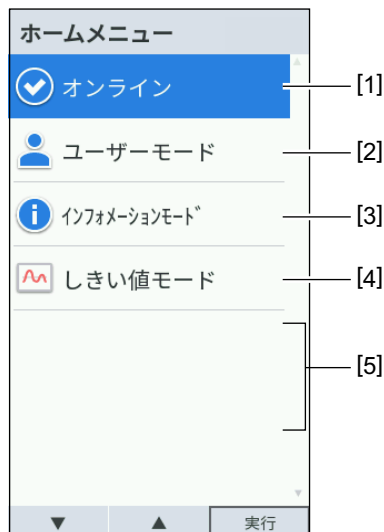 ホームメニュー
オンライン [1]
ユーザーモード [2]
ｲﾝﾌｫﾒｰｼｮﾝﾓｰﾄﾞ [3]
しきい値モード [4]
[5]
▼ ▲ 実行